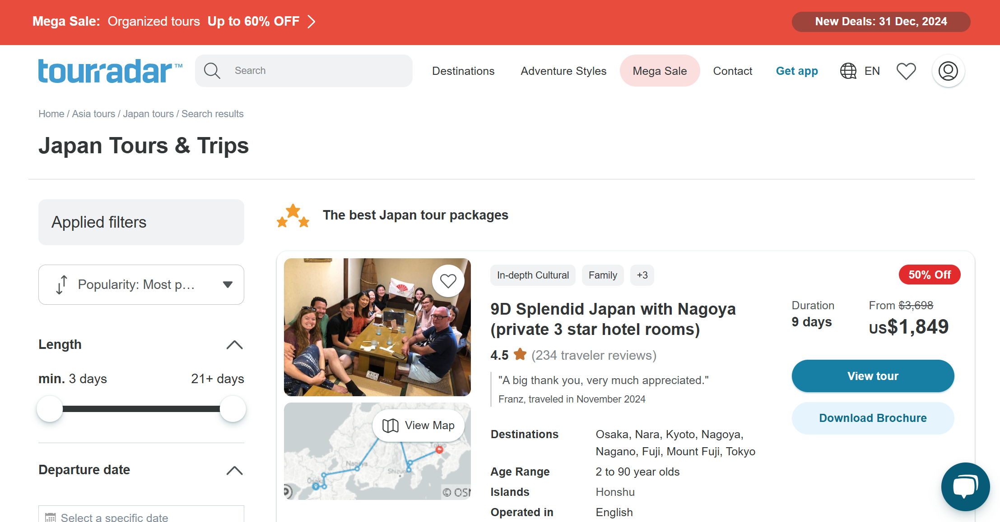 Mega Sale: Organized tours Up to 60% OFF
New Deals: 31 Dec, 2024
tourradar™
Search
Destinations
Adventure Styles
Mega Sale
Contact
Get app
EN
Home / Asia tours / Japan tours / Search results
Japan Tours & Trips
Applied filters
Popularity: Most p…
Length
min. 3 days
21+ days
Departure date
Select a specific date
The best Japan tour packages
View Map
Tokyo
Nagoya
Osaka
© OSM
In-depth Cultural
Family
+3
9D Splendid Japan with Nagoya
(private 3 star hotel rooms)
4.5 (234 traveler reviews)
"A big thank you, very much appreciated."
Franz, traveled in November 2024
Destinations Osaka, Nara, Kyoto, Nagoya,
Nagano, Fuji, Mount Fuji, Tokyo
Age Range 2 to 90 year olds
Islands Honshu
Operated in English
50% Off
Duration
9 days
From $3,698
US$1,849
View tour
Download Brochure